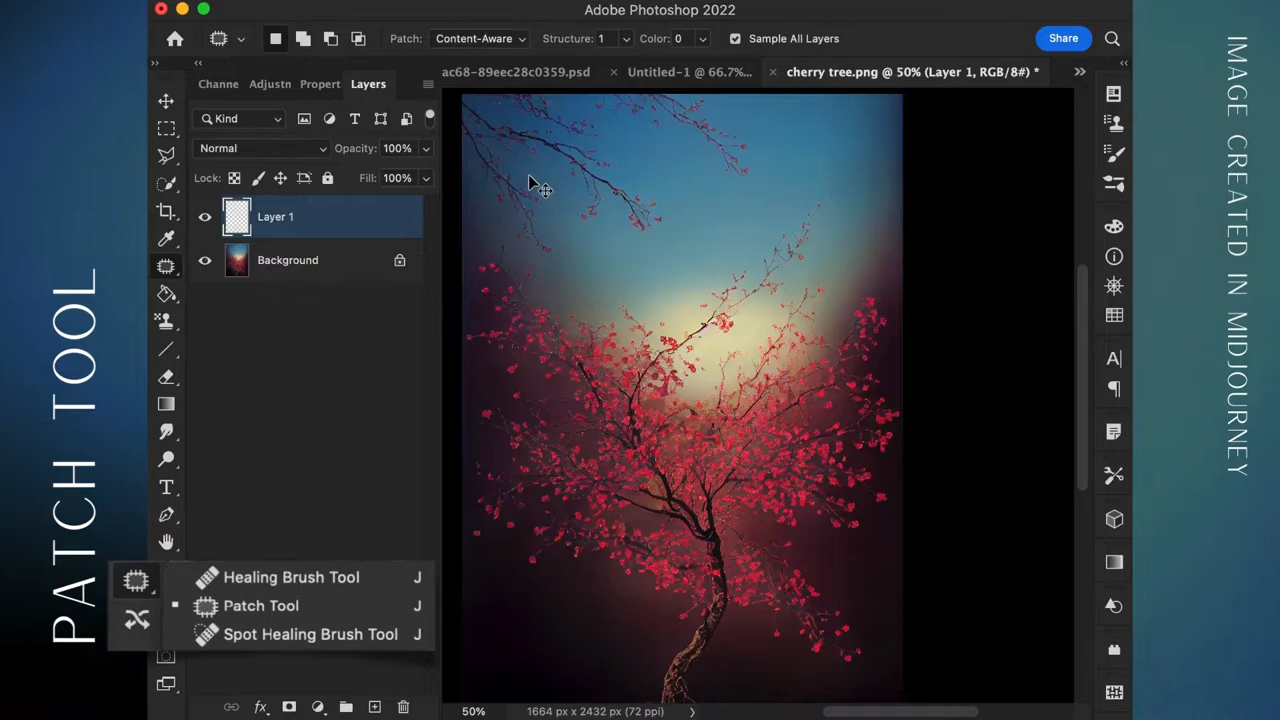 Adobe Photoshop 2022
Patch: Content-Aware Structure: 1 Color: 0 Sample All Layers Share
Channe Adjustn Propert Layers
ac68-89eec28c0359.psd × Untitled-1 @ 66.7%... × cherry tree.png @ 50% (Layer 1, RGB/8#) *
Kind
Normal Opacity: 100%
Lock: Fill: 100%
Layer 1
Background
Healing Brush Tool J
Patch Tool J
Spot Healing Brush Tool J
50% 1664 px x 2432 px (72 ppi)
PATCH TOOL
IMAGE CREATED IN MIDJOURNEY